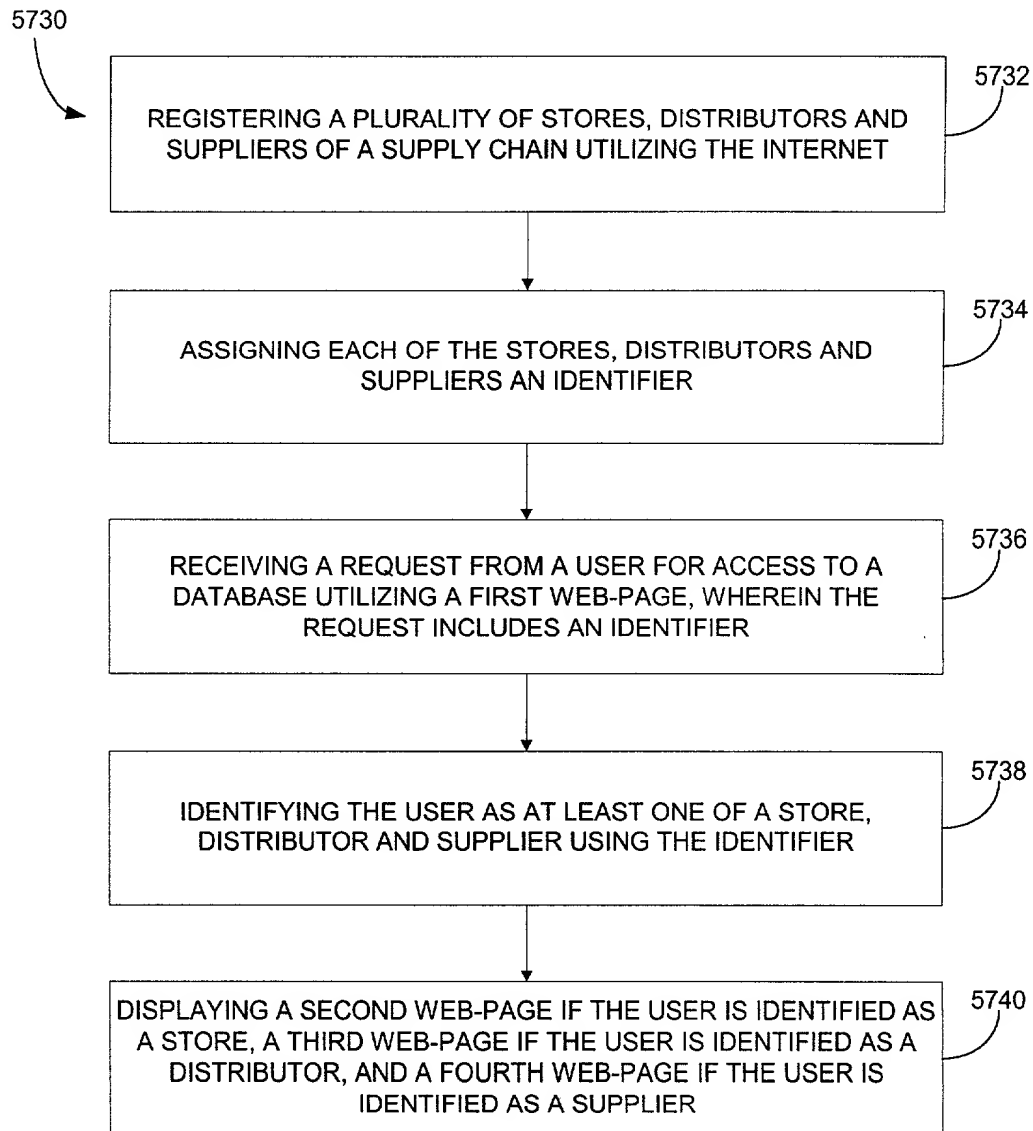 5730
5732
REGISTERING A PLURALITY OF STORES, DISTRIBUTORS AND
SUPPLIERS OF A SUPPLY CHAIN UTILIZING THE INTERNET
5734
ASSIGNING EACH OF THE STORES, DISTRIBUTORS AND
SUPPLIERS AN IDENTIFIER
5736
RECEIVING A REQUEST FROM A USER FOR ACCESS TO A
DATABASE UTILIZING A FIRST WEB-PAGE, WHEREIN THE
REQUEST INCLUDES AN IDENTIFIER
5738
IDENTIFYING THE USER AS AT LEAST ONE OF A STORE,
DISTRIBUTOR AND SUPPLIER USING THE IDENTIFIER
5740
DISPLAYING A SECOND WEB-PAGE IF THE USER IS IDENTIFIED AS
A STORE, A THIRD WEB-PAGE IF THE USER IS IDENTIFIED AS A
DISTRIBUTOR, AND A FOURTH WEB-PAGE IF THE USER IS
IDENTIFIED AS A SUPPLIER